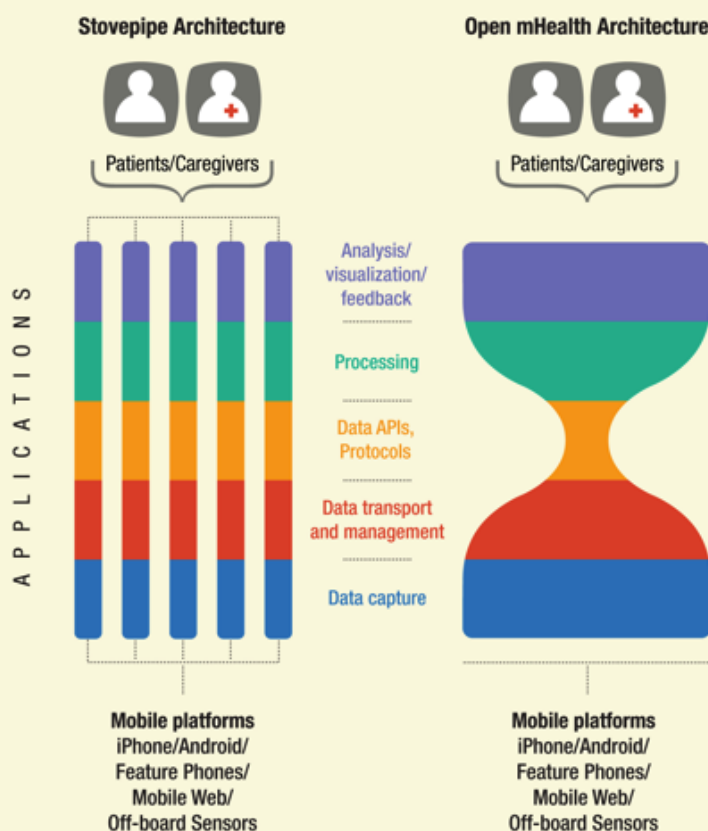 Stovepipe Architecture
Open mHealth Architecture
Patients/Caregivers
Patients/Caregivers
APPLICATIONS
Analysis/
visualization/
feedback
Processing
Data APIs,
Protocols
Data transport
and management
Data capture
Mobile platforms
iPhone/Android/
Feature Phones/
Mobile Web/
Off-board Sensors
Mobile platforms
iPhone/Android/
Feature Phones/
Mobile Web/
Off-board Sensors